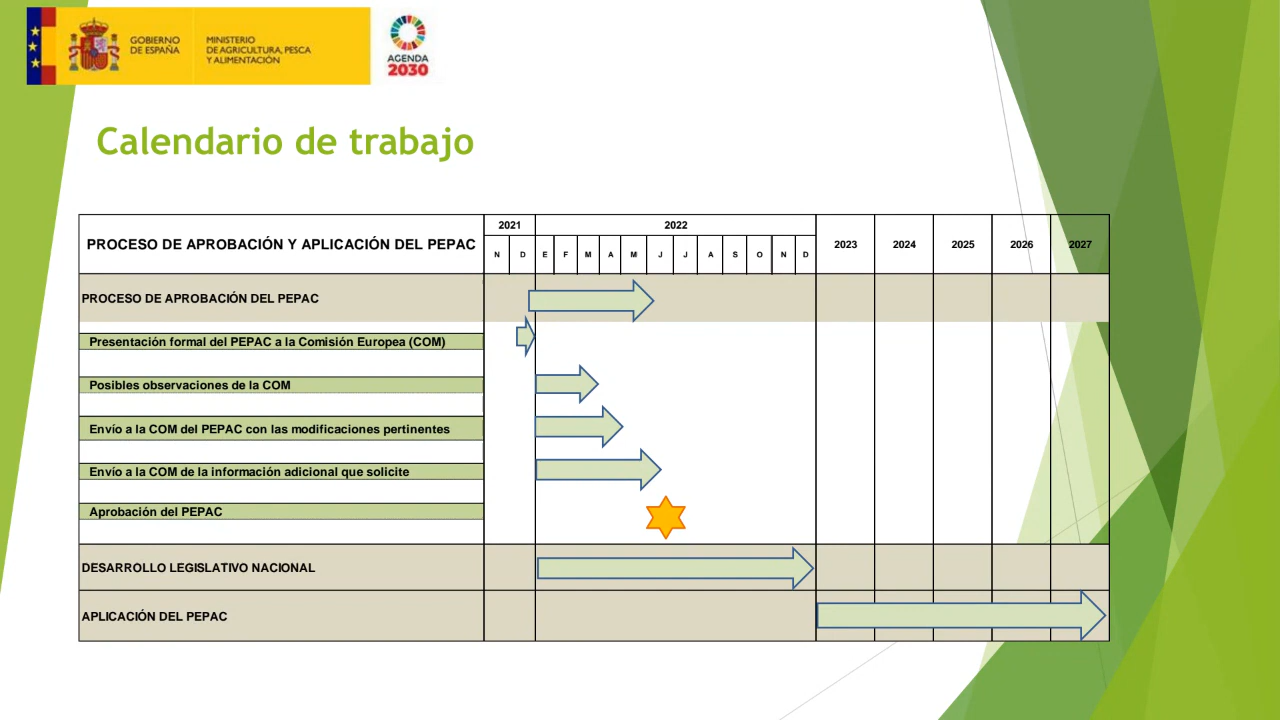 GOBIERNO
DE ESPAÑA
MINISTERIO
DE AGRICULTURA, PESCA
Y ALIMENTACIÓN
AGENDA
2030
Calendario de trabajo
PROCESO DE APROBACIÓN Y APLICACIÓN DEL PEPAC
2021
2022
2023
2024
2025
2026
2027
N D E F M A M J J A S O N D
PROCESO DE APROBACIÓN DEL PEPAC
Presentación formal del PEPAC a la Comisión Europea (COM)
Posibles observaciones de la COM
Envío a la COM del PEPAC con las modificaciones pertinentes
Envío a la COM de la información adicional que solicite
Aprobación del PEPAC
DESARROLLO LEGISLATIVO NACIONAL
APLICACIÓN DEL PEPAC